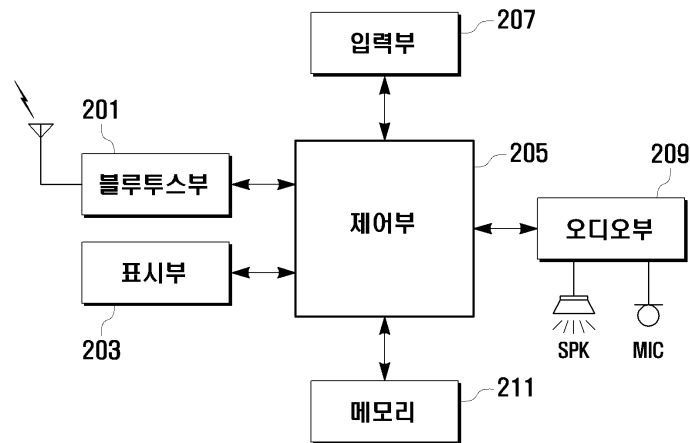 207
입력부
201
블루투스부
205
제어부
209
오디오부
표시부
203
SPK
MIC
211
메모리